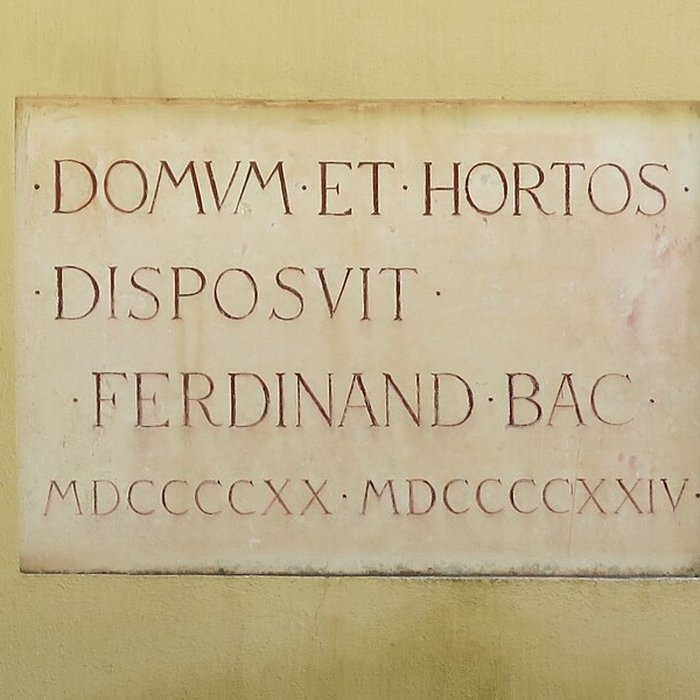 ·DOMVM·ET·HORTOS·
·DISPOSVIT·
·FERDINAND·BAC·
MDCCCCXX·MDCCCCXXIV·